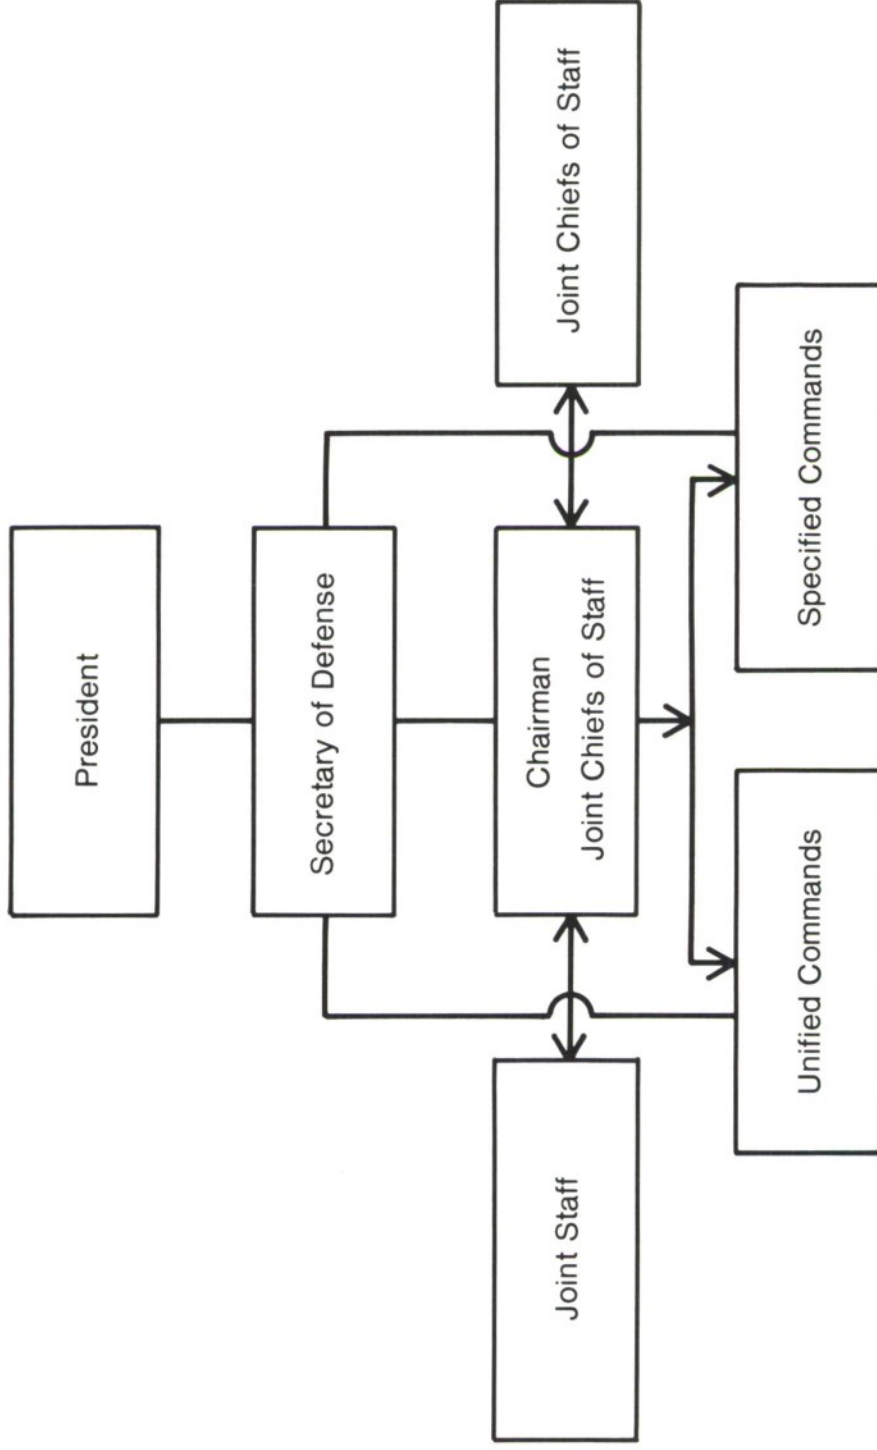 President
Secretary of Defense
Joint Staff
Chairman
Joint Chiefs of Staff
Joint Chiefs of Staff
Unified Commands
Specified Commands